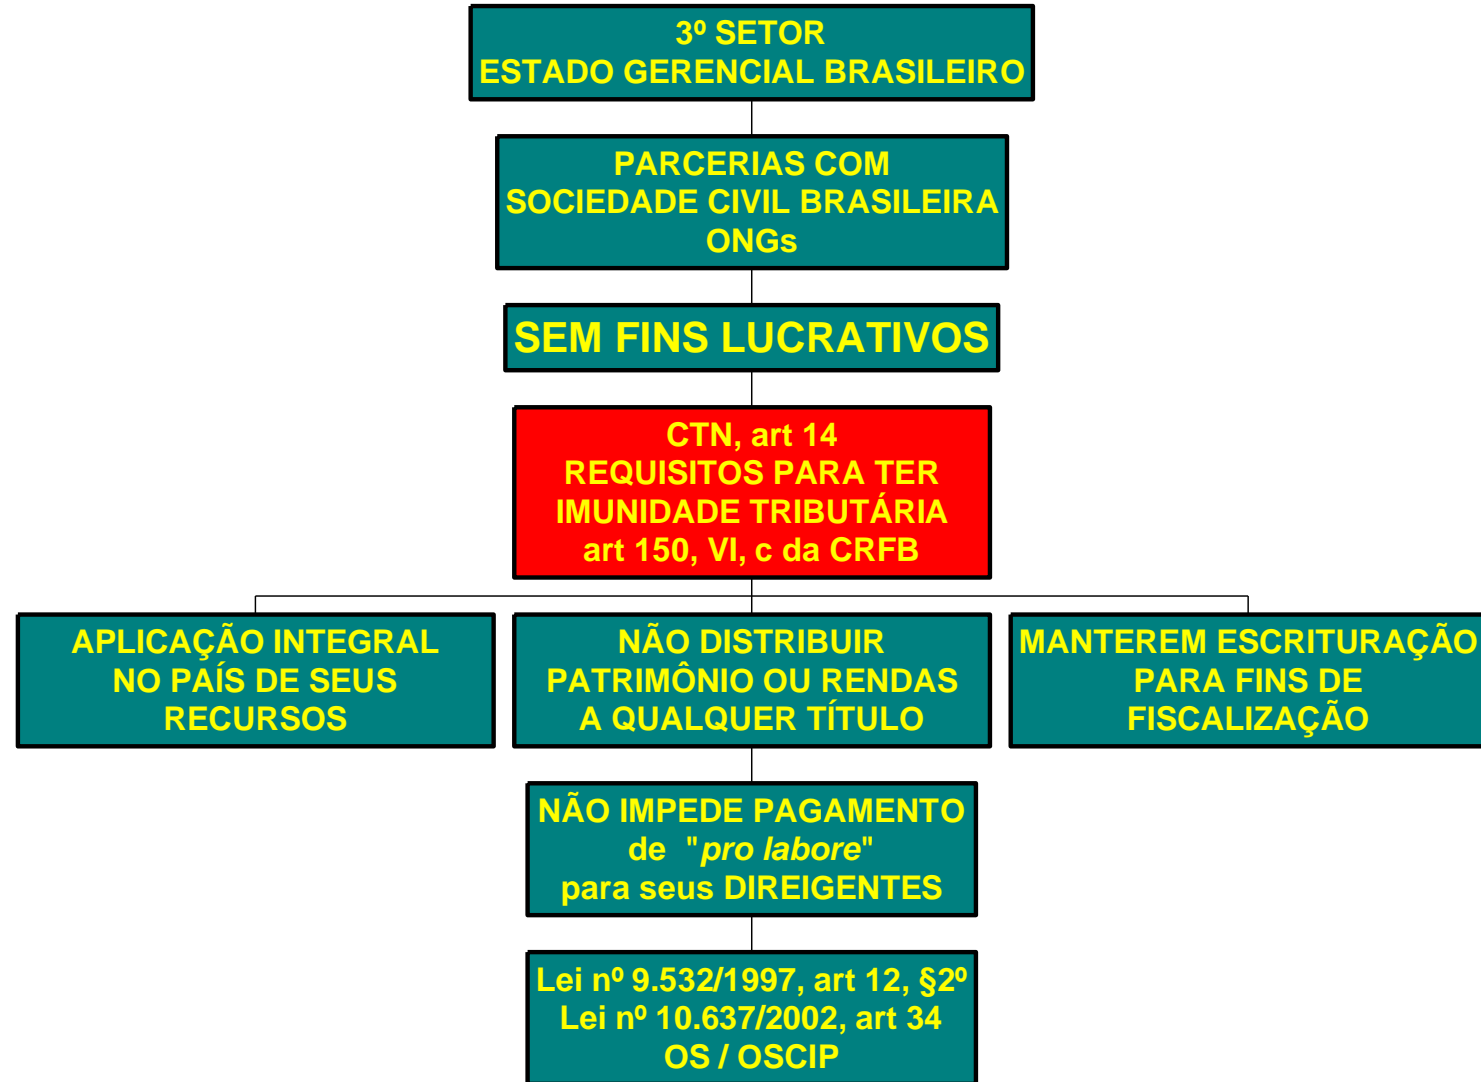 3º SETOR
ESTADO GERENCIAL BRASILEIRO
PARCERIAS COM
SOCIEDADE CIVIL BRASILEIRA
ONGs
SEM FINS LUCRATIVOS
CTN, art 14
REQUISITOS PARA TER
IMUNIDADE TRIBUTÁRIA
art 150, VI, c da CRFB
APLICAÇÃO INTEGRAL
NO PAÍS DE SEUS
RECURSOS
NÃO DISTRIBUIR
PATRIMÔNIO OU RENDAS
A QUALQUER TÍTULO
MANTEREM ESCRITURAÇÃO
PARA FINS DE
FISCALIZAÇÃO
NÃO IMPEDE PAGAMENTO
de "pro labore"
para seus DIREIGENTES
Lei nº 9.532/1997, art 12, §2º
Lei nº 10.637/2002, art 34
OS / OSCIP